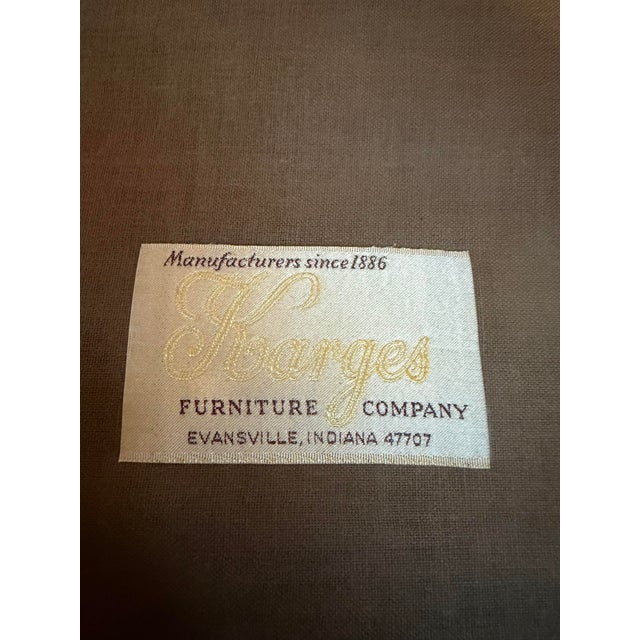 Manufacturers since 1886
Karges
FURNITURE COMPANY
EVANSVILLE, INDIANA 47707